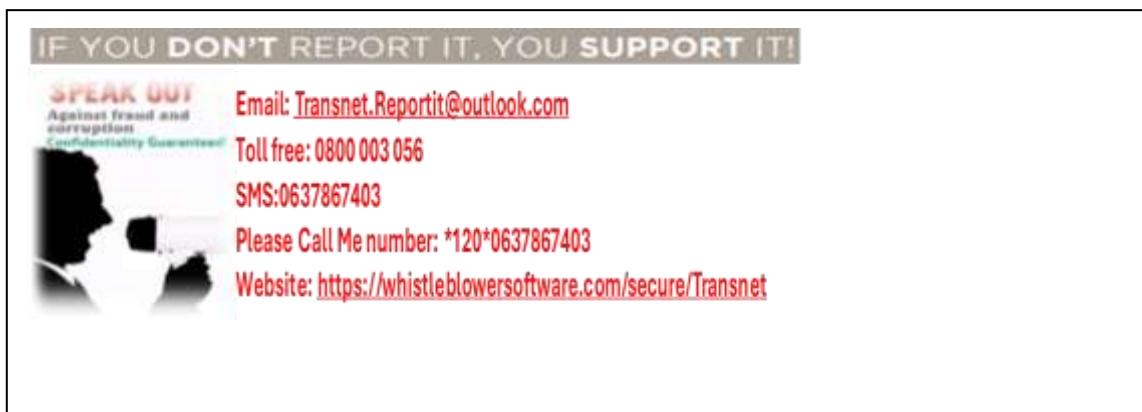 IF YOU DON'T REPORT IT, YOU SUPPORT IT!
SPEAK OUT
Against fraud and
corruption
Confidentiality Guaranteed!
Email: Transnet.Reportit@outlook.com
Toll free: 0800 003 056
SMS:0637867403
Please Call Me number: *120*0637867403
Website: https://whistleblowersoftware.com/secure/Transnet